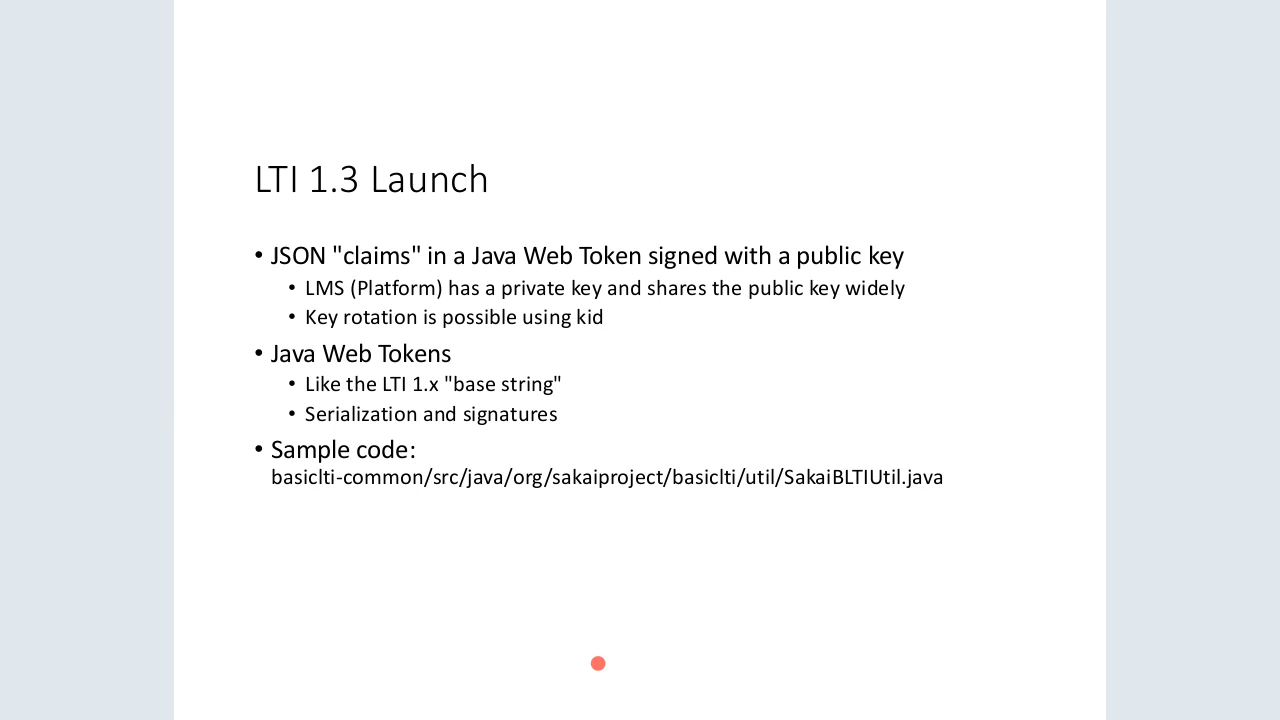 LTI 1.3 Launch
• JSON "claims" in a Java Web Token signed with a public key
• LMS (Platform) has a private key and shares the public key widely
• Key rotation is possible using kid
• Java Web Tokens
• Like the LTI 1.x "base string"
• Serialization and signatures
• Sample code:
basiclti-common/src/java/org/sakaiproject/basiclti/util/SakaiBLTIUtil.java